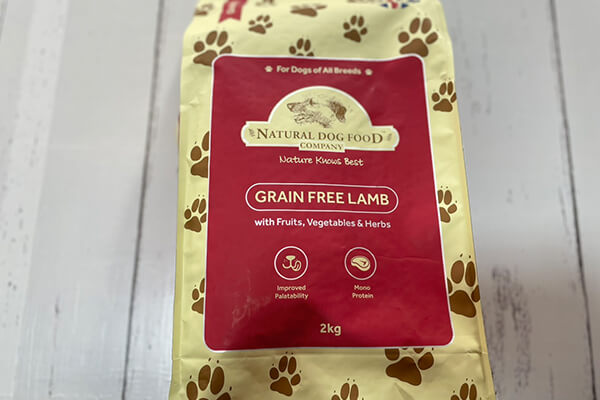 For Dogs of All Breeds
NATURAL DOG FOOD™
COMPANY
Nature Knows Best
GRAIN FREE LAMB
with Fruits, Vegetables & Herbs
Improved
Palatability
Mono
Protein
2kg